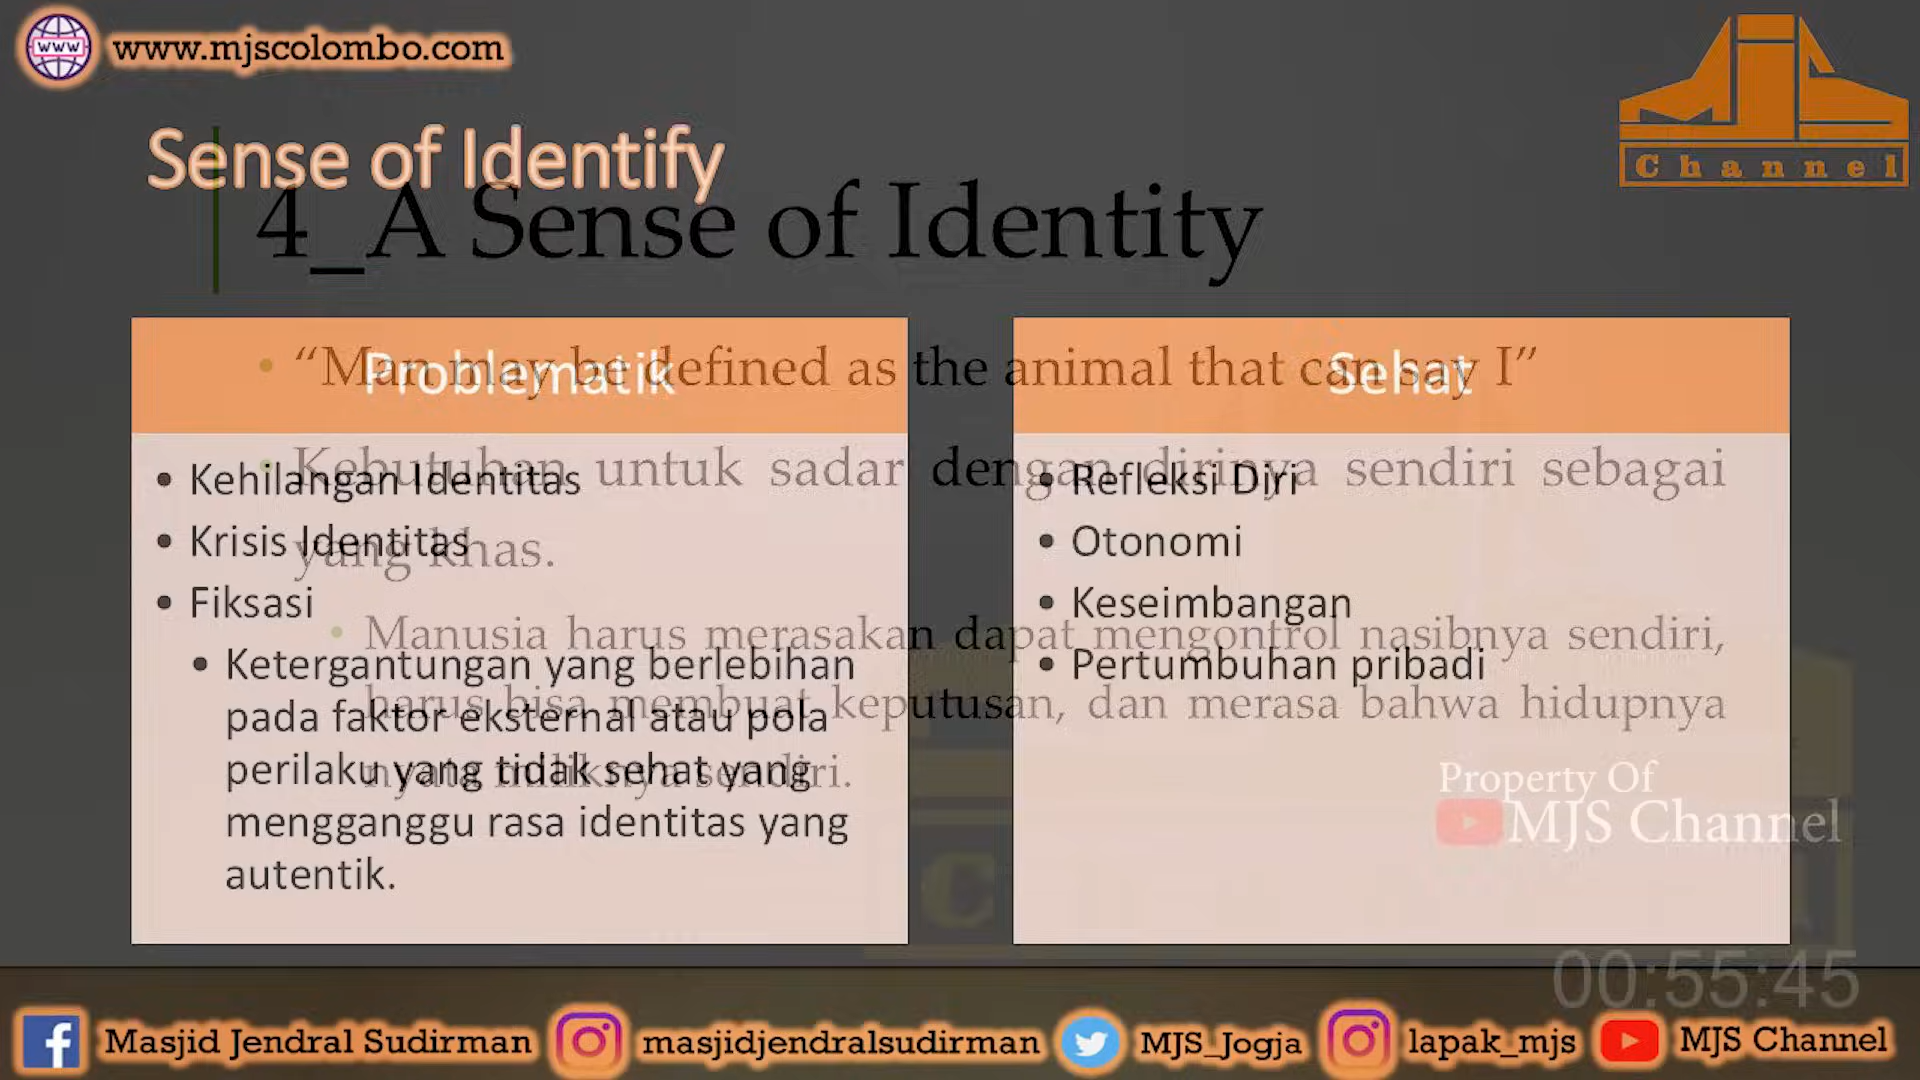 www.mjscolombo.com
Channel
Sense of Identify
4_A Sense of Identity
Problematik
• Kehilangan Identitas
• Krisis Identitas
• Fiksasi
• Ketergantungan yang berlebihan
pada faktor eksternal atau pola
perilaku yang tidak sehat yang
mengganggu rasa identitas yang
autentik.
Sehat
• Refleksi Diri
• Otonomi
• Keseimbangan
• Pertumbuhan pribadi
• “Man may be defined as the animal that can say I”
• Kebutuhan untuk sadar dengan dirinya sendiri sebagai
yang khas.
• Manusia harus merasakan dapat mengontrol nasibnya sendiri,
harus bisa membuat keputusan, dan merasa bahwa hidupnya
nyata miliknya sendiri.
Property Of
MJS Channel
00:55:45
Masjid Jendral Sudirman masjidjendralsudirman MJS_Jogja lapak_mjs MJS Channel